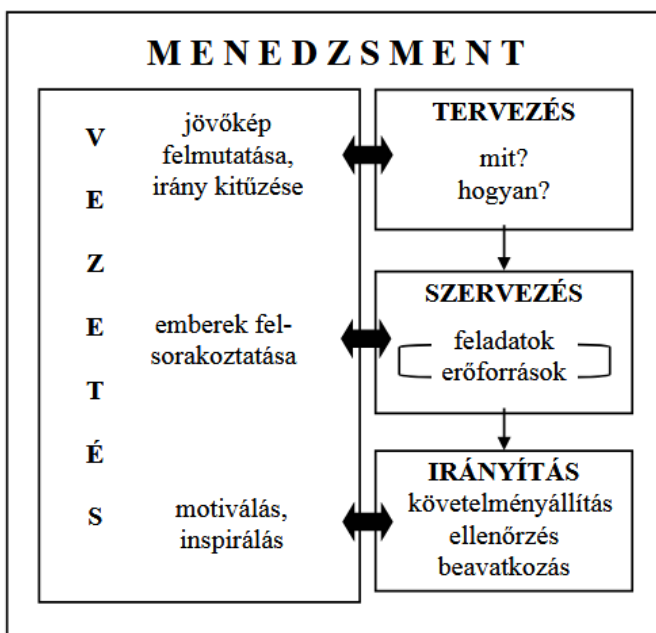 MENEDZSMENT
VEZETÉS
jövőkép
felmutatása,
irány kitűzése
emberek fel-
sorakoztatása
motiválás,
inspirálás
TERVEZÉS
mit?
hogyan?
SZERVEZÉS
feladatok
erőforrások
IRÁNYÍTÁS
követelményállítás
ellenőrzés
beavatkozás